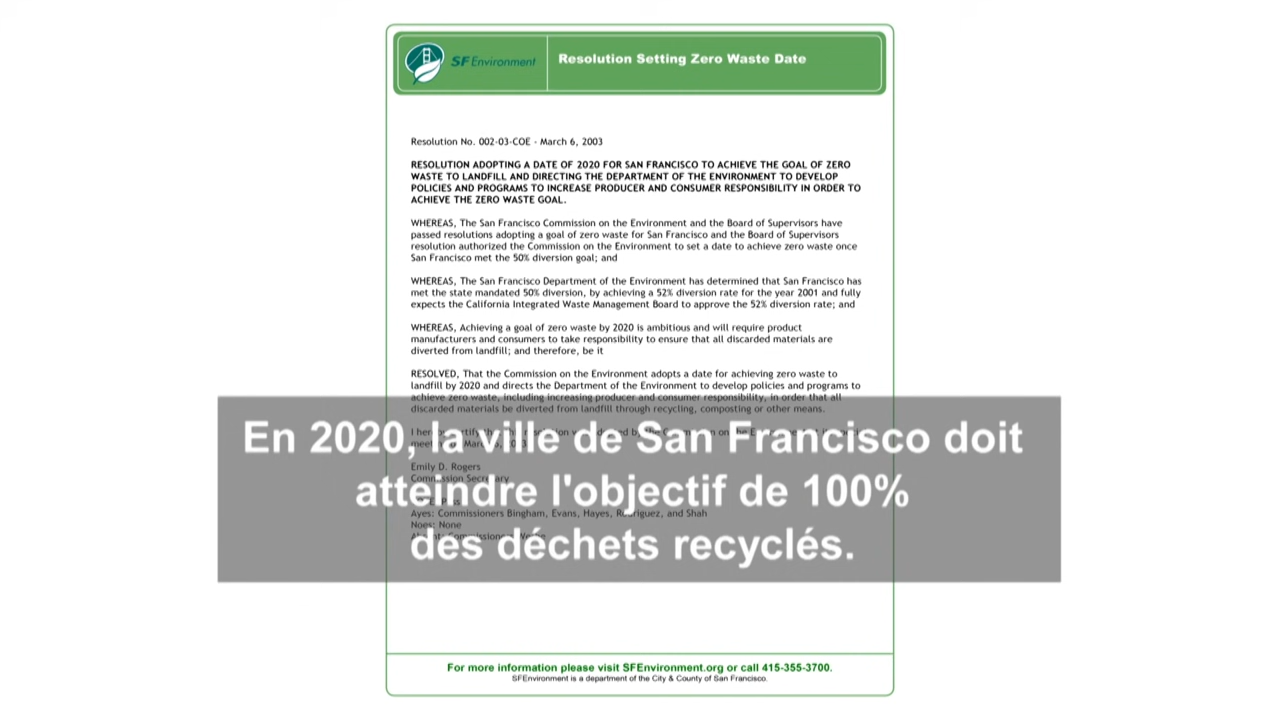 SF Environment
Resolution Setting Zero Waste Date
Resolution No. 002-03-COE - March 6, 2003
RESOLUTION ADOPTING A DATE OF 2020 FOR SAN FRANCISCO TO ACHIEVE THE GOAL OF ZERO
WASTE TO LANDFILL AND DIRECTING THE DEPARTMENT OF THE ENVIRONMENT TO DEVELOP
POLICIES AND PROGRAMS TO INCREASE PRODUCER AND CONSUMER RESPONSIBILITY IN ORDER TO
ACHIEVE THE ZERO WASTE GOAL.
WHEREAS, The San Francisco Commission on the Environment and the Board of Supervisors have
passed resolutions adopting a goal of zero waste for San Francisco and the Board of Supervisors
resolution authorized the Commission on the Environment to set a date to achieve zero waste once
San Francisco met the 50% diversion goal; and
WHEREAS, The San Francisco Department of the Environment has determined that San Francisco has
met the state mandated 50% diversion, by achieving a 52% diversion rate for the year 2001 and fully
expects the California Integrated Waste Management Board to approve the 52% diversion rate; and
WHEREAS, Achieving a goal of zero waste by 2020 is ambitious and will require product
manufacturers and consumers to take responsibility to ensure that all discarded materials are
diverted from landfill; and therefore, be it
RESOLVED, That the Commission on the Environment adopts a date for achieving zero waste to
landfill by 2020 and directs the Department of the Environment to develop policies and programs to
achieve zero waste, including increasing producer and consumer responsibility, in order that all
discarded materials be diverted from landfill through recycling, composting or other means.
En 2020, la ville de San Francisco doit
atteindre l'objectif de 100%
des déchets recyclés.
Emily D. Rogers
Commission Secretary
Ayes: Commissioners Bingham, Evans, Hayes, Rodriguez, and Shah
Noes: None
For more information please visit SFEnvironment.org or call 415-355-3700.
SFEnvironment is a department of the City & County of San Francisco.